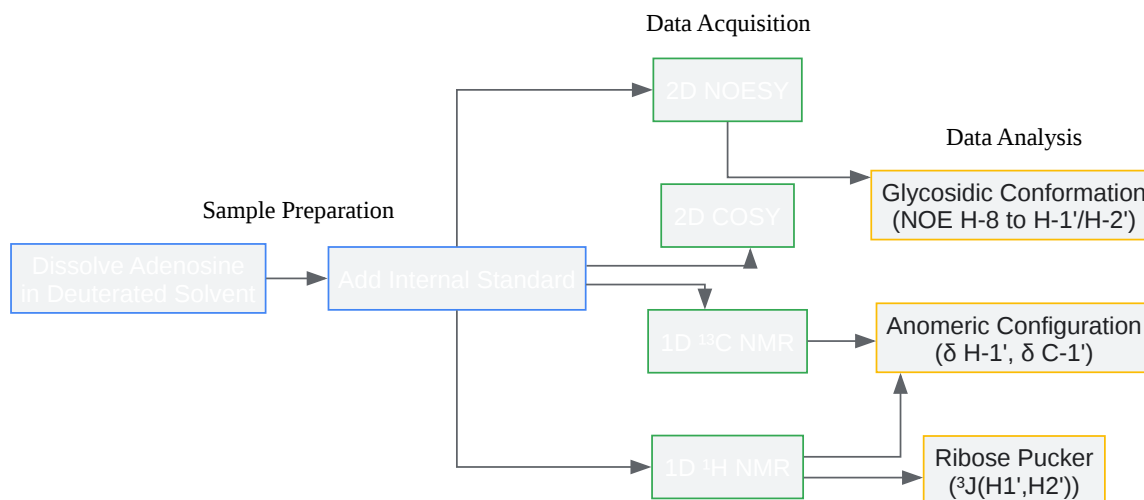 Data Acquisition
2D NOESY
Data Analysis
Glycosidic Conformation
(NOE H-8 to H-1'/H-2')
Sample Preparation
2D COSY
Dissolve Adenosine
in Deuterated Solvent
Add Internal Standard
1D ¹³C NMR
Anomeric Configuration
(δ H-1', δ C-1')
1D ¹H NMR
Ribose Pucker
(³J(H1',H2'))